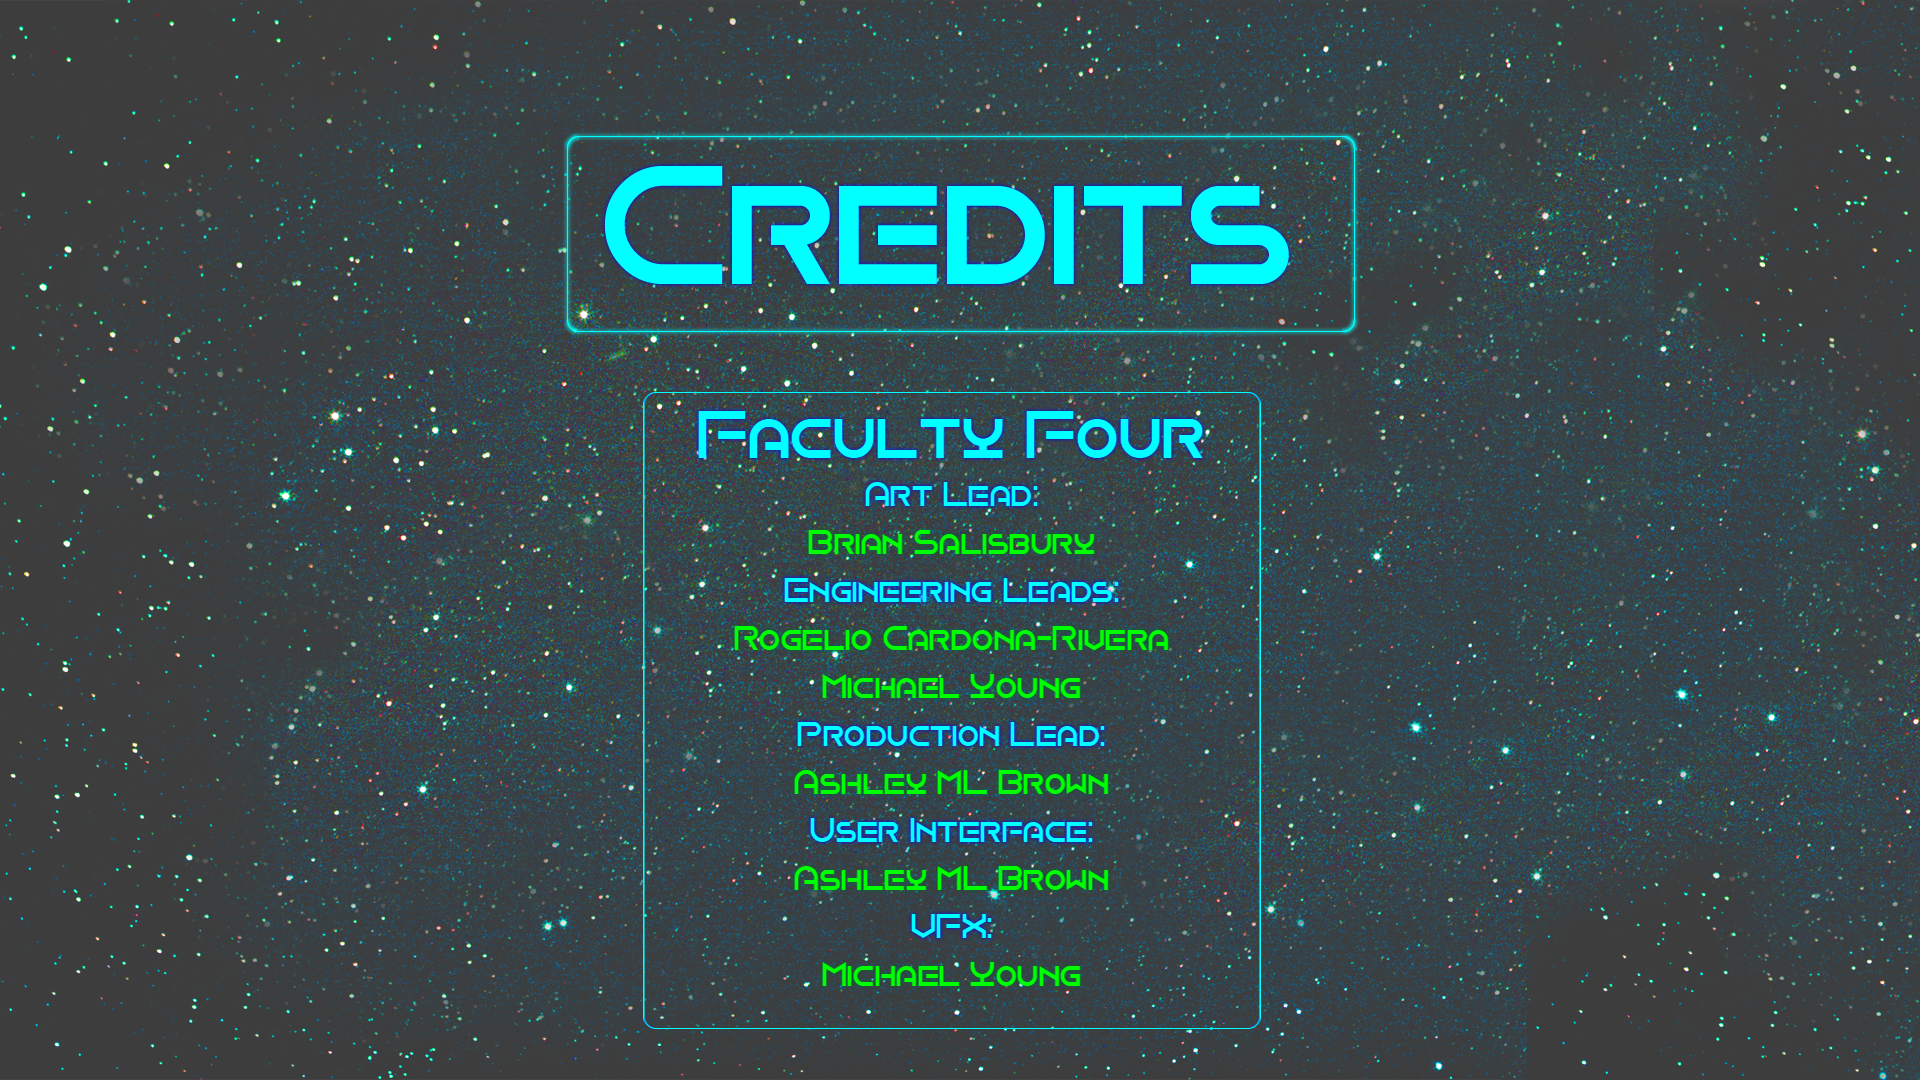 Credits
Faculty Four
Art Lead:
Brian Salisbury
Engineering Leads:
Rogelio Cardona-Rivera
Michael Young
Production Lead:
Ashley ML Brown
User Interface:
Ashley ML Brown
VFX:
Michael Young